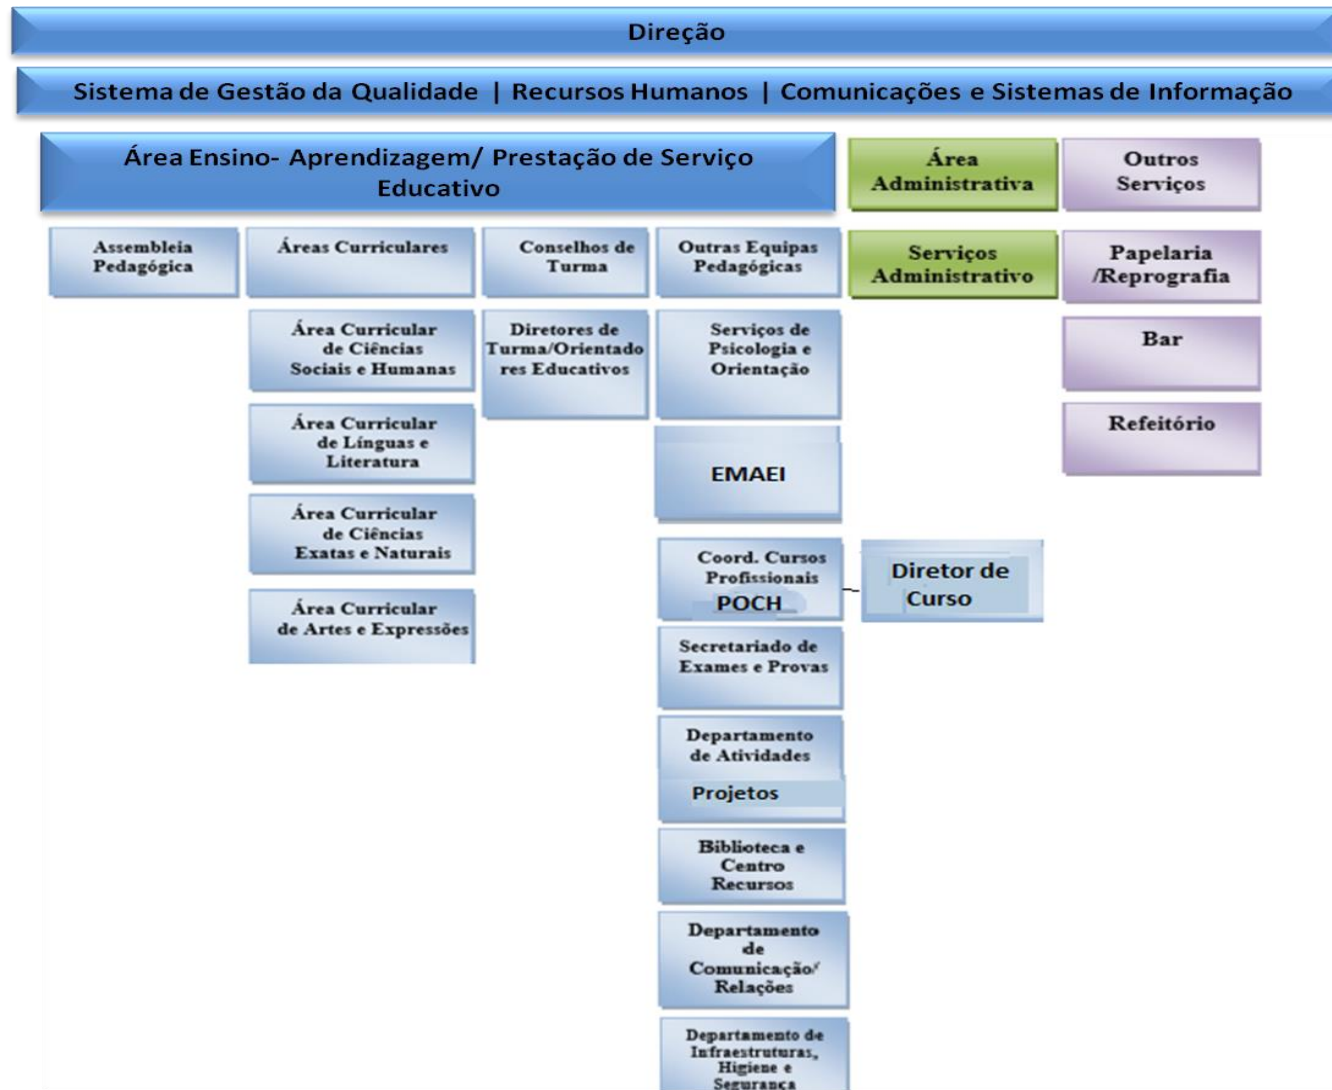 Direção
Sistema de Gestão da Qualidade | Recursos Humanos | Comunicações e Sistemas de Informação
Área Ensino- Aprendizagem/ Prestação de Serviço
Educativo
Área
Administrativa
Outros
Serviços
Assembleia
Pedagógica
Áreas Curriculares
Conselhos de
Turma
Outras Equipas
Pedagógicas
Serviços
Administrativo
Papelaria
/Reprografia
Área Curricular
de Ciências
Sociais e Humanas
Diretores de
Turma/Orientado
res Educativos
Serviços de
Psicologia e
Orientação
Bar
Área Curricular
de Línguas e
Literatura
EMAEI
Refeitório
Área Curricular
de Ciências
Exatas e Naturais
Coord. Cursos
Profissionais
POCH
Diretor de
Curso
Área Curricular
de Artes e Expressões
Secretariado de
Exames e Provas
Departamento
de Atividades
Projetos
Biblioteca e
Centro
Recursos
Departamento
de
Comunicação/
Relações
Departamento de
Infraestruturas,
Higiene e
Segurança